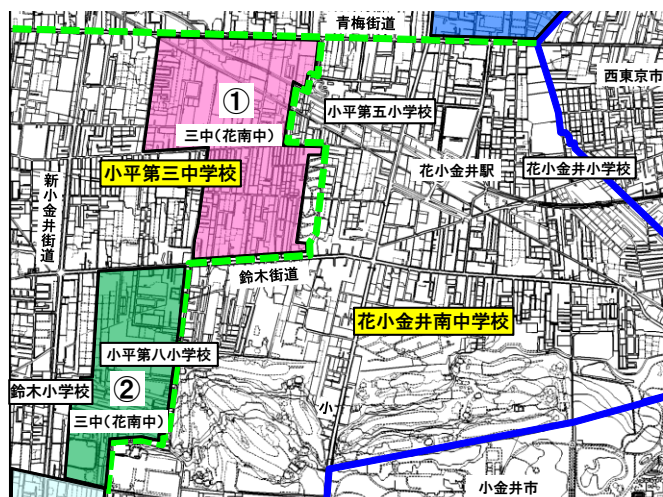 青梅街道
西東京市
①
小平第五小学校
三中(花南中)
小平第三中学校
花小金井駅
花小金井小学校
新小金井街道
鈴木街道
花小金井南中学校
小平第八小学校
鈴木小学校
②
小
三中(花南中)
小金井市